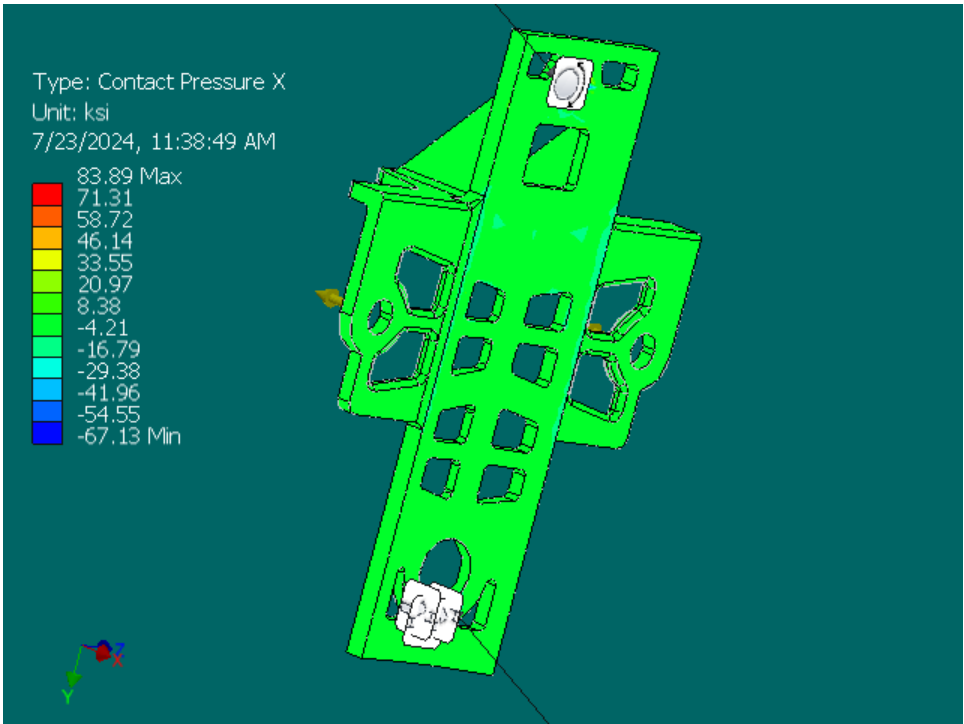 Type: Contact Pressure X
Unit: ksi
7/23/2024, 11:38:49 AM
83.89 Max
71.31
58.72
46.14
33.55
20.97
8.38
-4.21
-16.79
-29.38
-41.96
-54.55
-67.13 Min
Z
X
Y